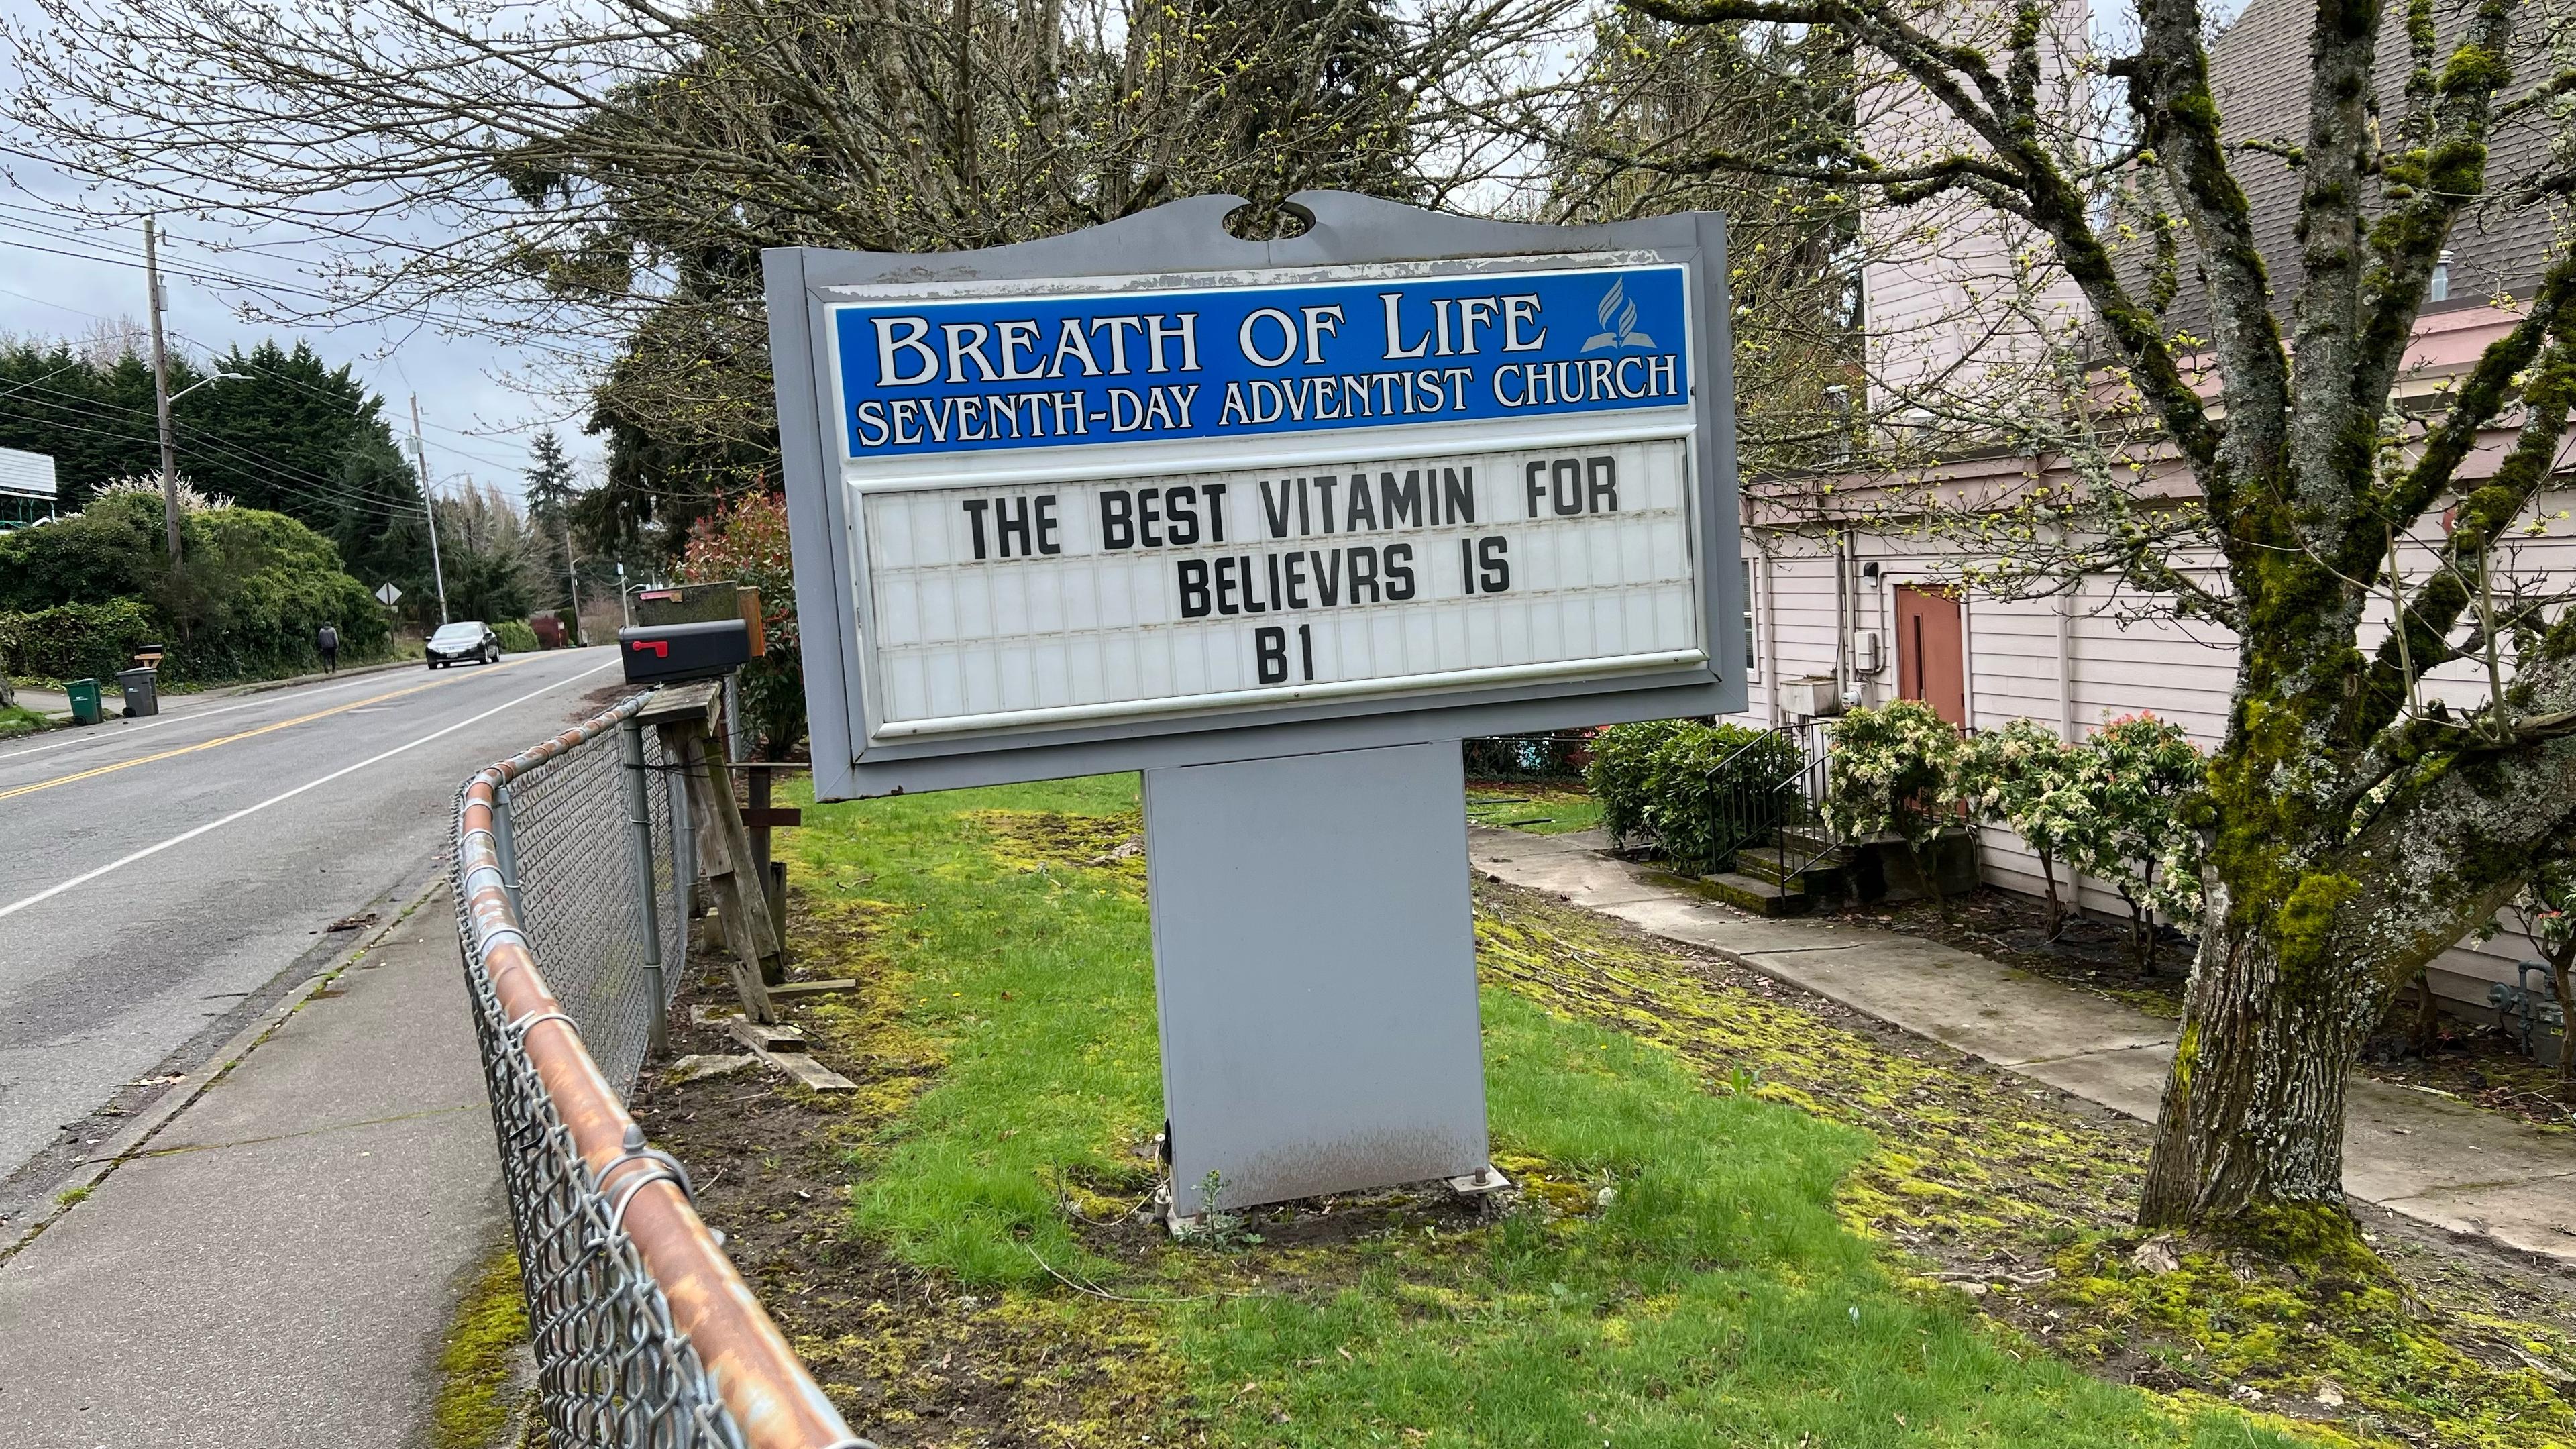 BREATH OF LIFE
SEVENTH-DAY ADVENTIST CHURCH
THE BEST VITAMIN FOR
BELIEVRS IS
B1